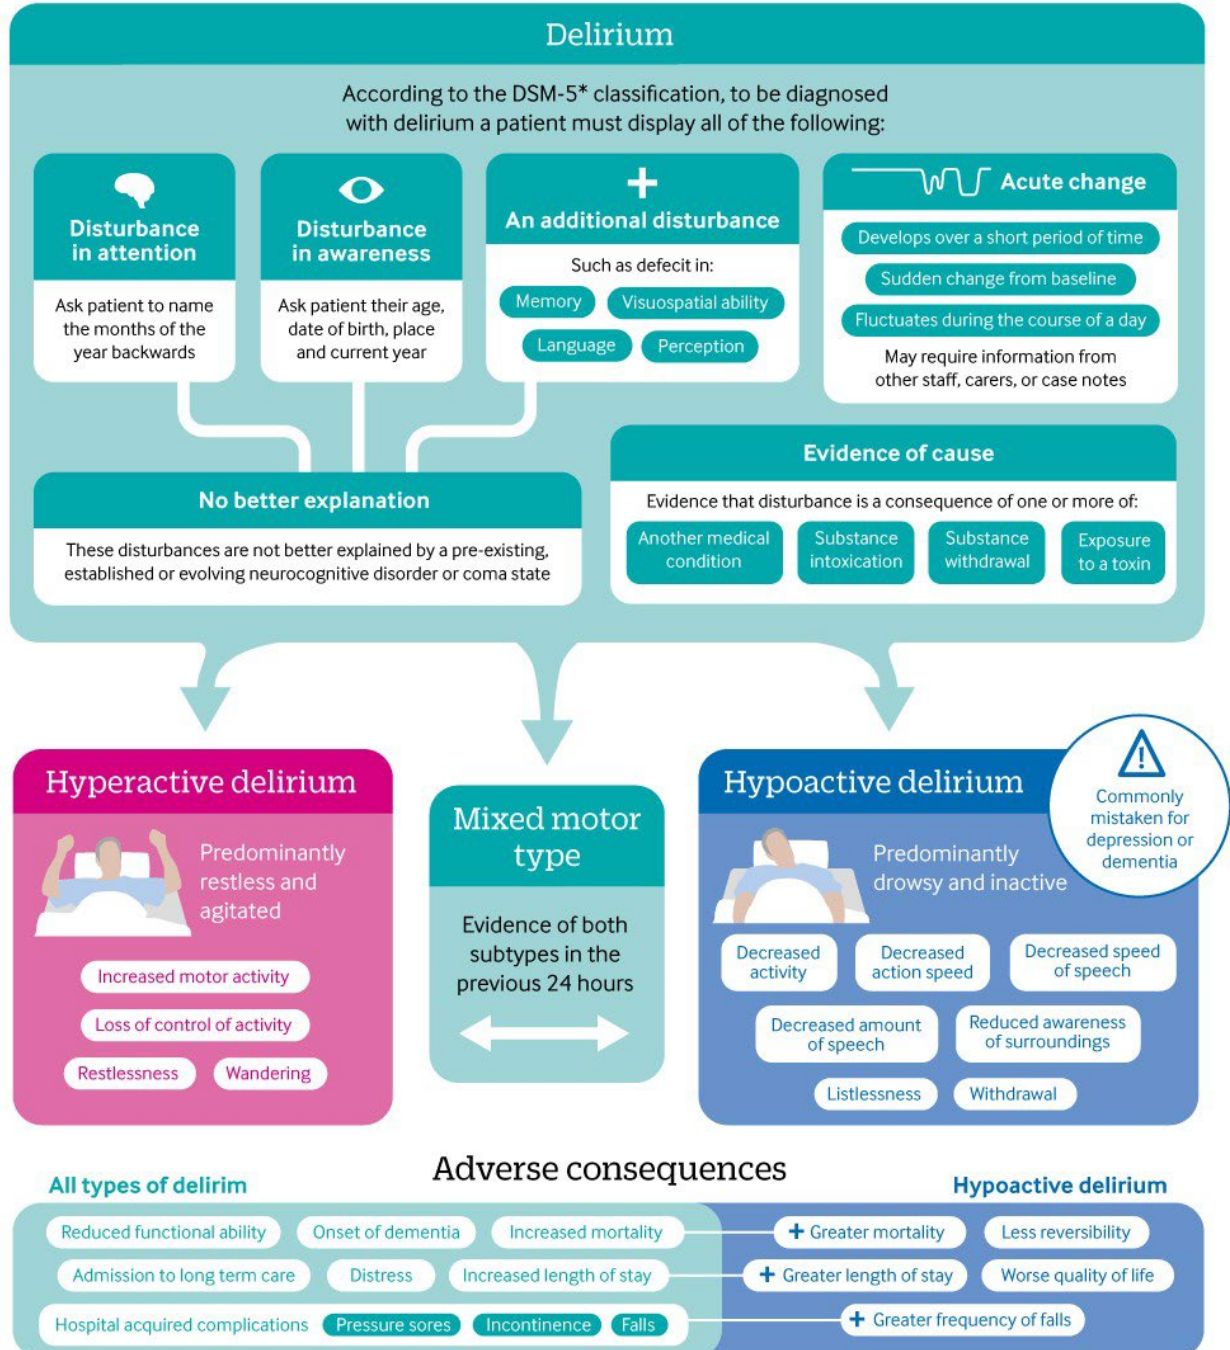 Delirium
According to the DSM-5* classification, to be diagnosed
with delirium a patient must display all of the following:
Disturbance
in attention
Ask patient to name
the months of the
year backwards
Disturbance
in awareness
Ask patient their age,
date of birth, place
and current year
+
An additional disturbance
Such as defecit in:
Memory
Visuospatial ability
Language
Perception
Acute change
Develops over a short period of time
Sudden change from baseline
Fluctuates during the course of a day
May require information from
other staff, carers, or case notes
No better explanation
These disturbances are not better explained by a pre-existing,
established or evolving neurocognitive disorder or coma state
Evidence of cause
Evidence that disturbance is a consequence of one or more of:
Another medical
condition
Substance
intoxication
Substance
withdrawal
Exposure
to a toxin
Hyperactive delirium
Predominantly
restless and
agitated
Increased motor activity
Loss of control of activity
Restlessness
Wandering
Mixed motor
type
Evidence of both
subtypes in the
previous 24 hours
Hypoactive delirium
!
Commonly
mistaken for
depression or
dementia
Predominantly
drowsy and inactive
Decreased
activity
Decreased
action speed
Decreased speed
of speech
Decreased amount
of speech
Reduced awareness
of surroundings
Listlessness
Withdrawal
Adverse consequences
All types of delirim
Hypoactive delirium
Reduced functional ability
Onset of dementia
Increased mortality
+ Greater mortality
Less reversibility
Admission to long term care
Distress
Increased length of stay
+ Greater length of stay
Worse quality of life
Hospital acquired complications
Pressure sores
Incontinence
Falls
+ Greater frequency of falls